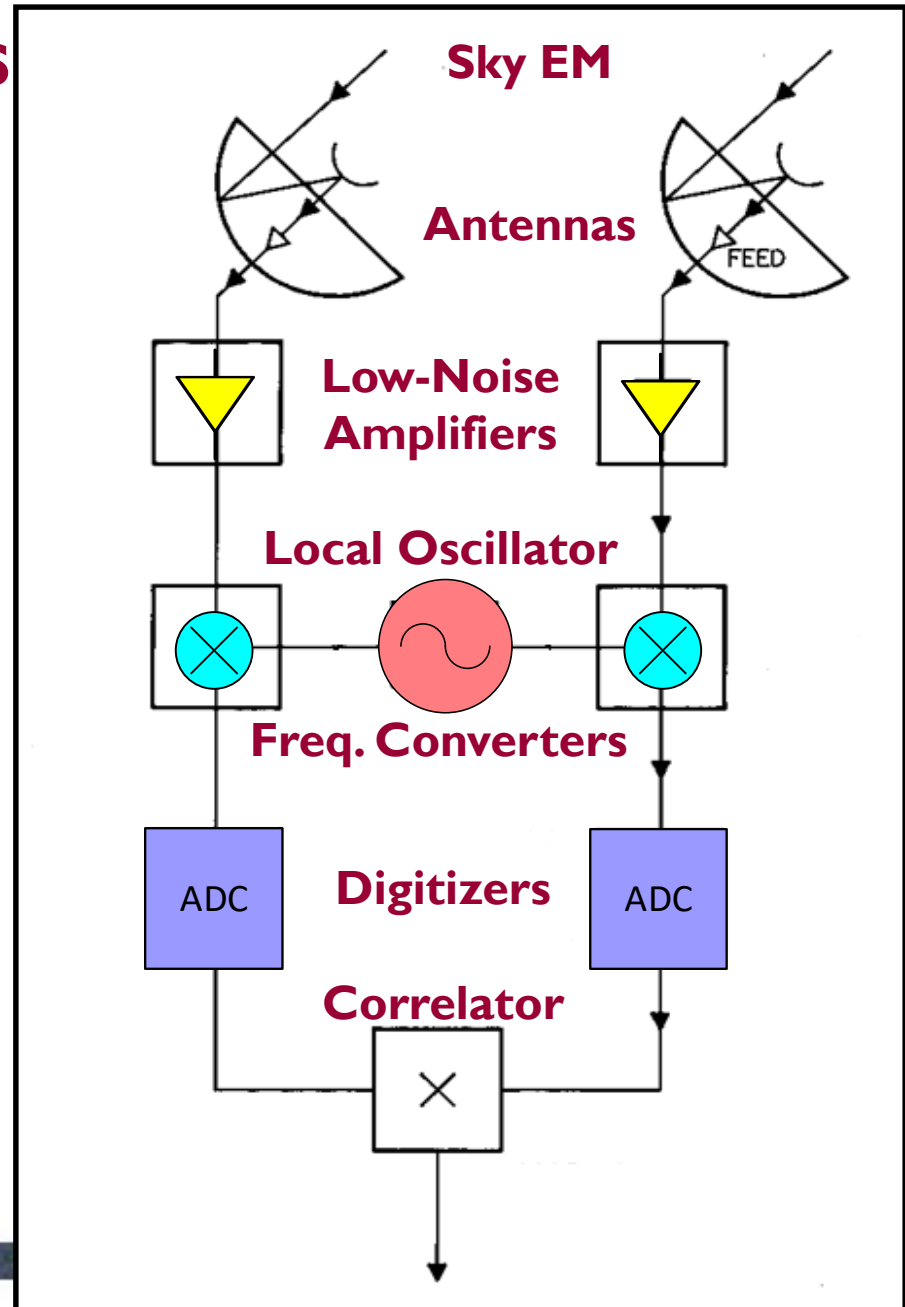 S
Sky EM
Antennas
FEED
Low-Noise
Amplifiers
Local Oscillator
Freq. Converters
ADC
Digitizers
ADC
Correlator